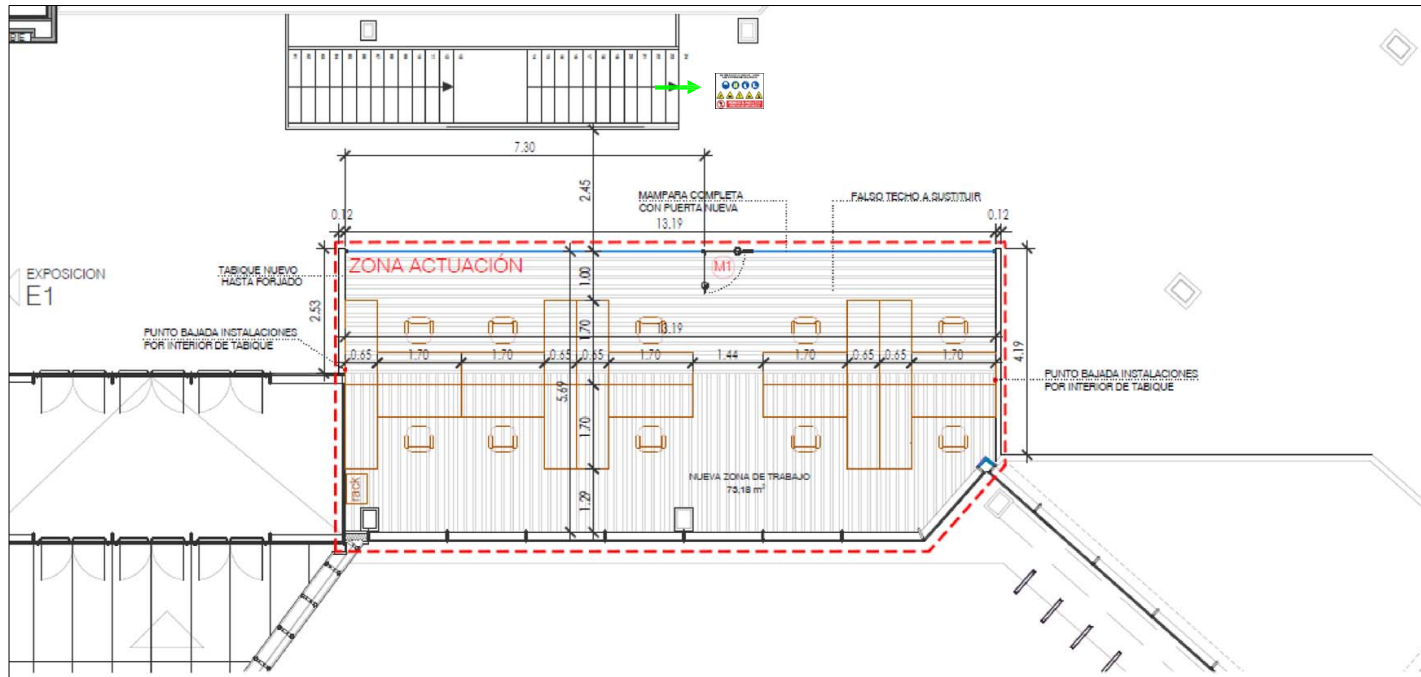 7.30
2.45
MAMPARA COMPLETA
CON PUERTA NUEVA
FALSO TECHO A SUSTITUIR
0.12
13.19
0.12
EXPOSICION
E1
TABIQUE NUEVO
HASTA FORJADO
ZONA ACTUACIÓN
M1
1.00
2.53
PUNTO BAJADA INSTALACIONES
POR INTERIOR DE TABIQUE
1.70
13.19
4.19
0.65
1.70
1.70
0.65
0.65
1.70
1.44
1.70
0.65
0.65
1.70
PUNTO BAJADA INSTALACIONES
POR INTERIOR DE TABIQUE
5.69
1.70
NUEVA ZONA DE TRABAJO
73,18 m²
rack
1.29